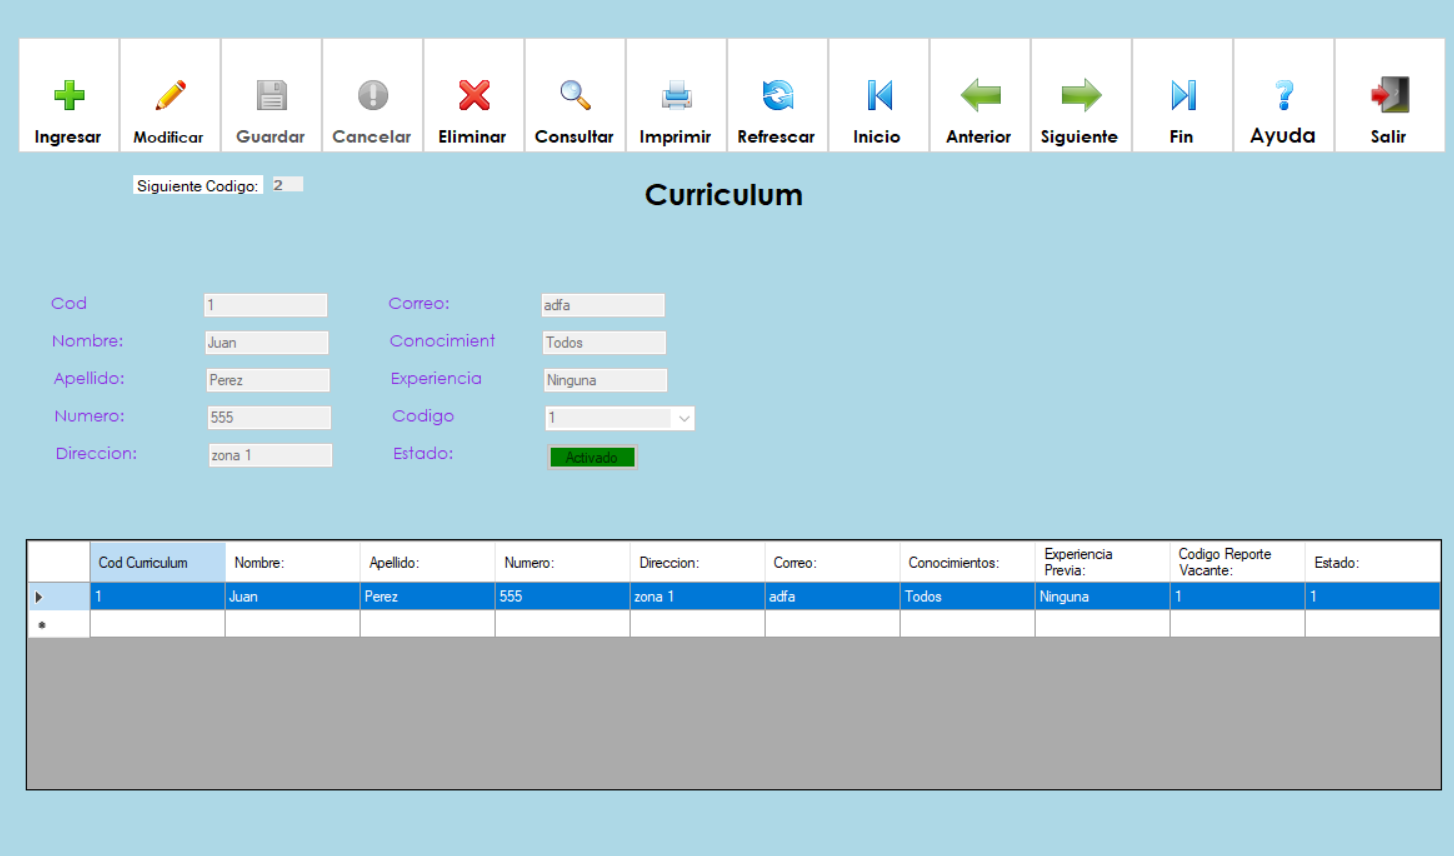 Ingresar Modificar Guardar Cancelar Eliminar Consultar Imprimir Refrescar Inicio Anterior Siguiente Fin Ayuda Salir
Siguiente Codigo: 2
Curriculum
Cod 1 Correo: adfa
Nombre: Juan Conocimient Todos
Apellido: Perez Experiencia Ninguna
Numero: 555 Codigo 1
Direccion: zona 1 Estado: Activado
Cod Curriculum Nombre: Apellido: Numero: Direccion: Correo: Conocimientos: Experiencia Previa: Codigo Reporte Vacante: Estado:
1 Juan Perez 555 zona 1 adfa Todos Ninguna 1 1